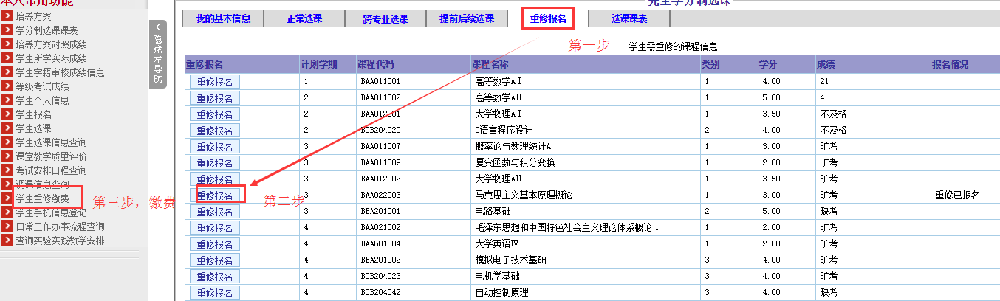 本人常用功能
培养方案
学分制选课课表
培养方案对照成绩
学生所学实际成绩
学生学籍审核成绩信息
等级考试成绩
学生个人信息
学生报名
学生选课
学生选课信息查询
课堂教学质量评价
考试安排日程查询
调课信息查询
学生重修缴费
第三步，缴费
学生手机信息登记
日常工作办事流程查询
查询实验实践教学安排
隐藏左导航
完全学分制选课
我的基本信息 正常选课 跨专业选课 提前后续选课 重修报名 选课课表
第一步
学生需重修的课程信息
重修报名 计划学期 课程代码 课程名称 类别 学分 成绩 报名情况
重修报名 1 BAA011001 高等数学AⅠ 1 4.00 21
重修报名 2 BAA011002 高等数学AII 1 5.00 4
重修报名 2 BAA012001 大学物理AⅠ 1 3.50 不及格
重修报名 2 BCB204020 C语言程序设计 2 4.00 不及格
重修报名 3 BAA011007 概率论与数理统计A 1 3.00 旷考
重修报名 3 BAA011009 复变函数与积分变换 1 2.00 旷考
重修报名 3 BAA012002 大学物理AII 1 3.50 旷考
重修报名 3 BAA022003 马克思主义基本原理概论 1 3.00 旷考 重修已报名
第二步
重修报名 3 BBA201001 电路基础 2 5.00 缺考
重修报名 4 BAA021002 毛泽东思想和中国特色社会主义理论体系概论Ⅰ 1 2.00 旷考
重修报名 4 BAA601004 大学英语Ⅳ 1 2.00 旷考
重修报名 4 BBA201002 模拟电子技术基础 3 4.00 旷考
重修报名 4 BCB204023 电机学基础 3 4.00 旷考
重修报名 4 BCB204042 自动控制原理 3 4.00 缺考